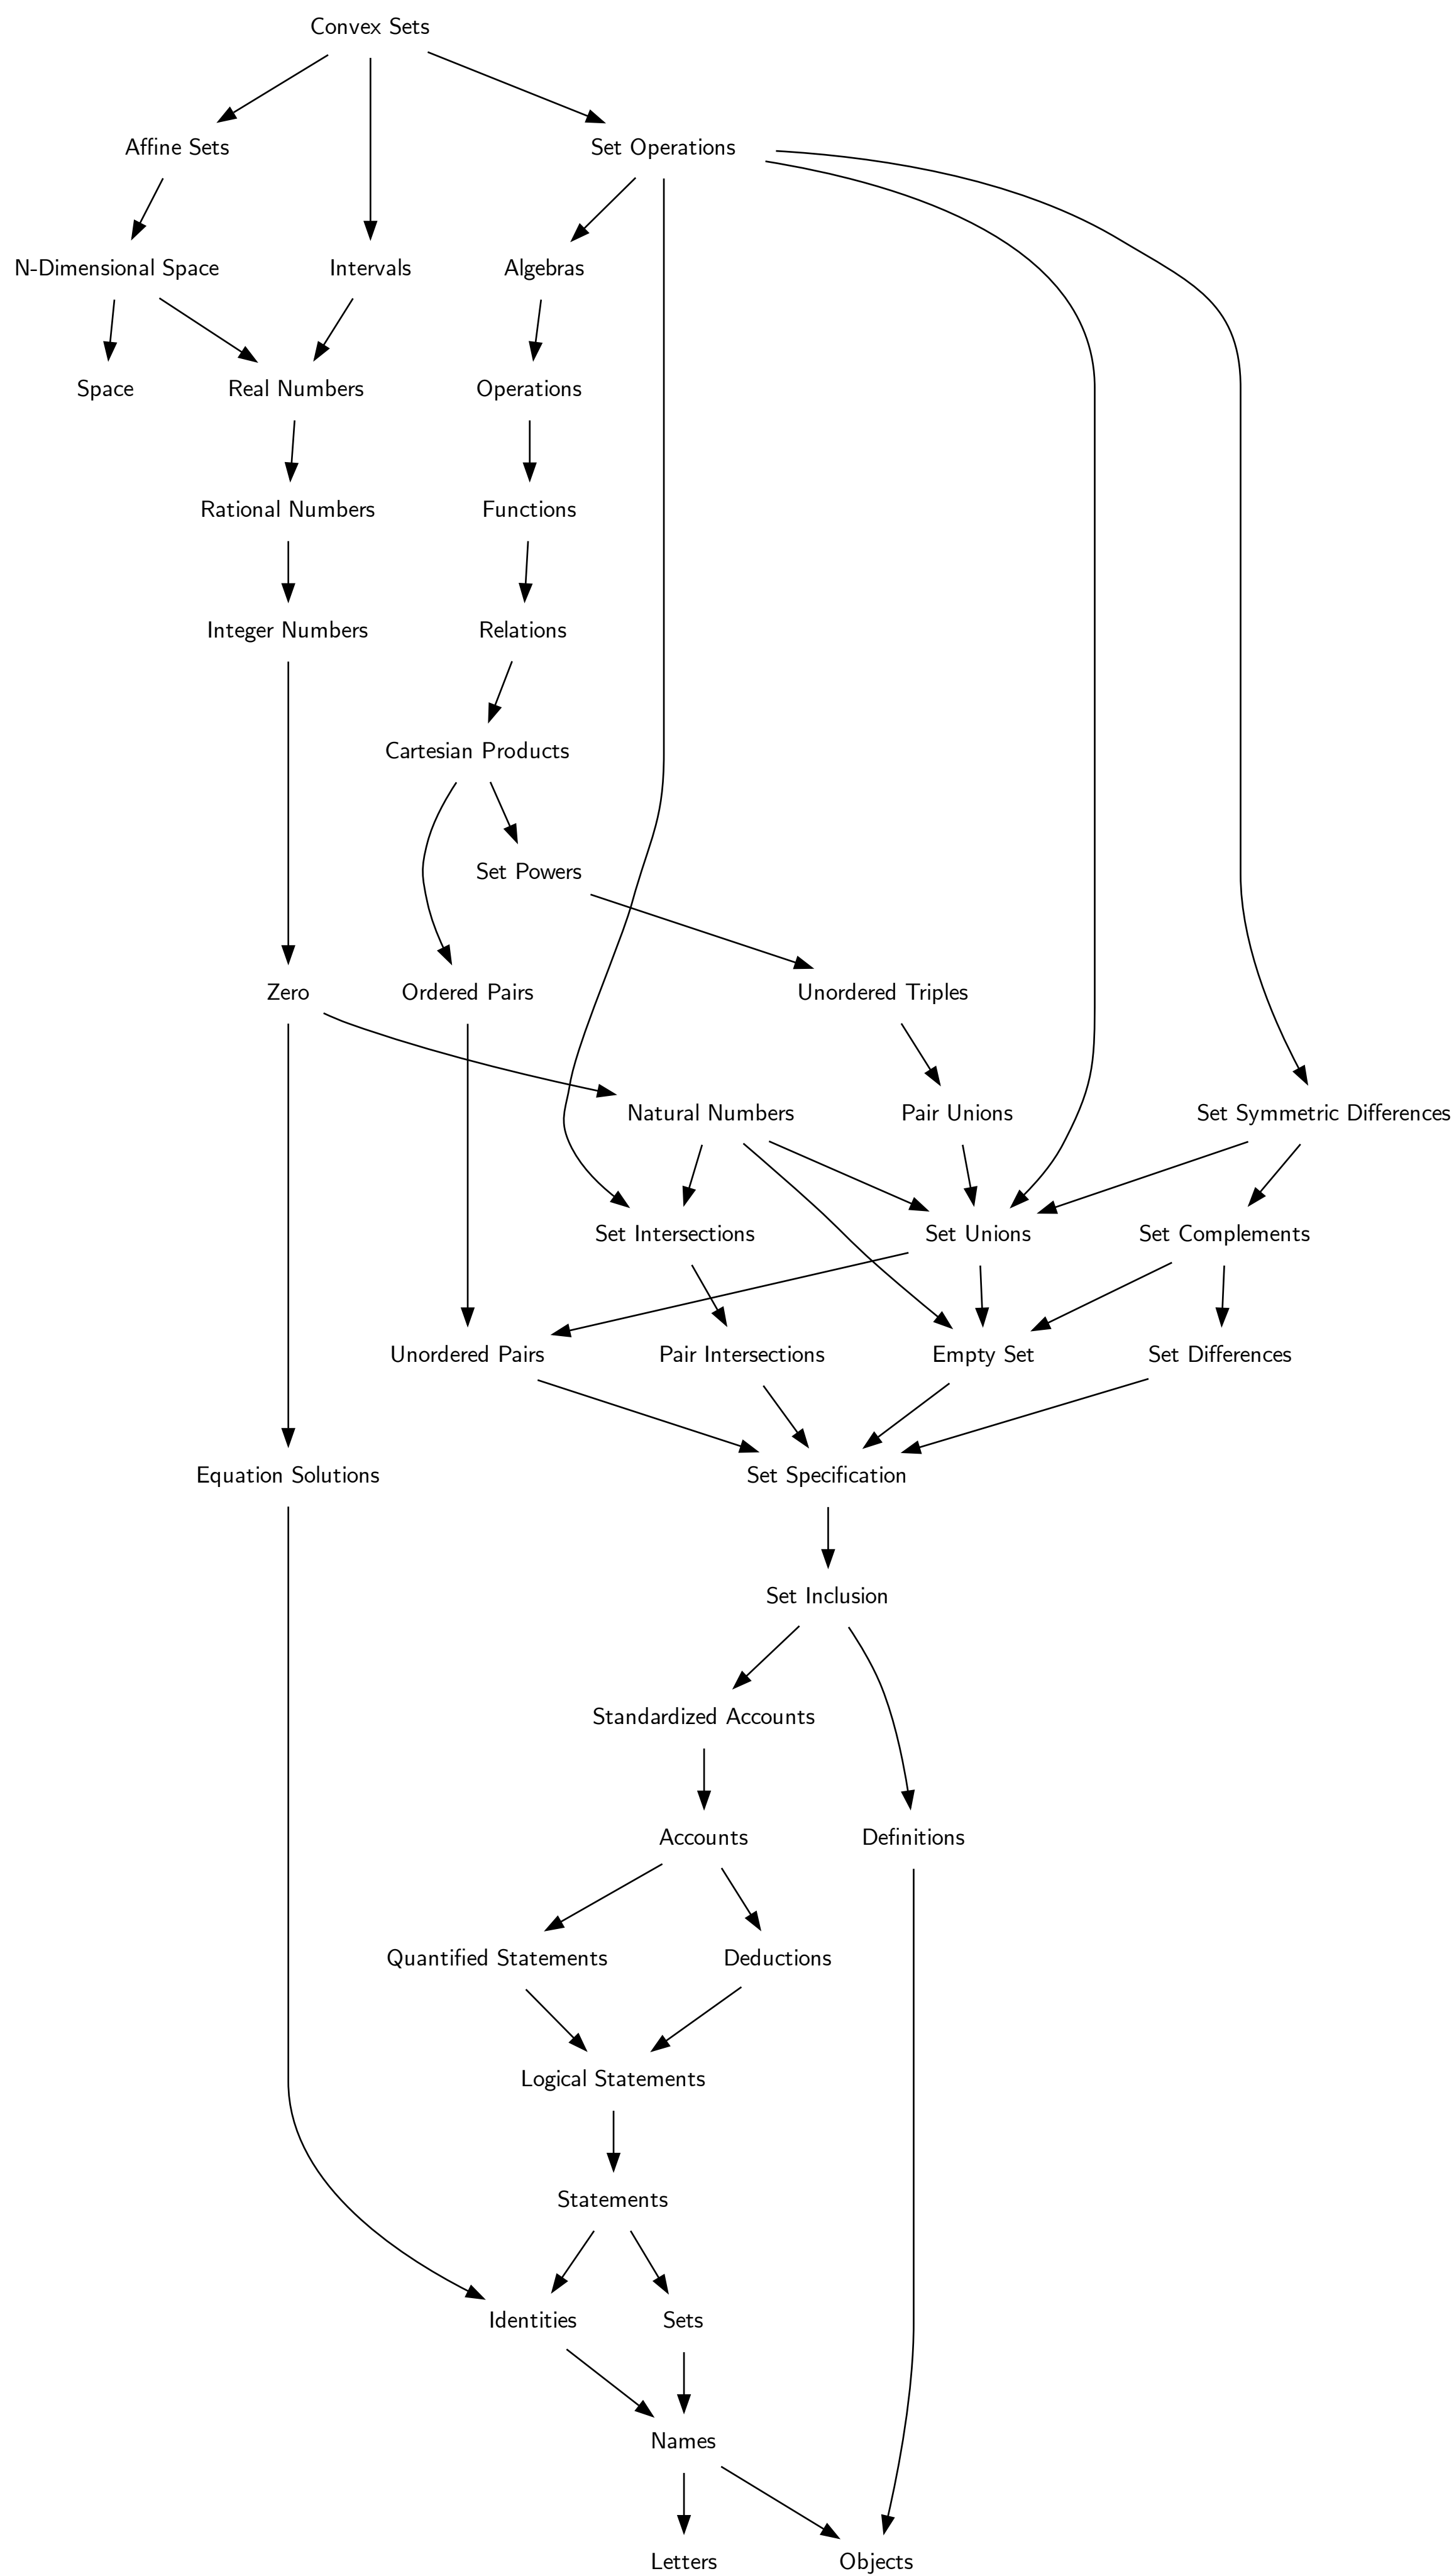 Convex Sets
Affine Sets
Set Operations
N-Dimensional Space
Intervals
Algebras
Space
Real Numbers
Operations
Rational Numbers
Functions
Integer Numbers
Relations
Cartesian Products
Set Powers
Zero
Ordered Pairs
Unordered Triples
Natural Numbers
Pair Unions
Set Symmetric Differences
Set Intersections
Set Unions
Set Complements
Unordered Pairs
Pair Intersections
Empty Set
Set Differences
Equation Solutions
Set Specification
Set Inclusion
Standardized Accounts
Accounts
Definitions
Quantified Statements
Deductions
Logical Statements
Statements
Identities
Sets
Names
Letters
Objects